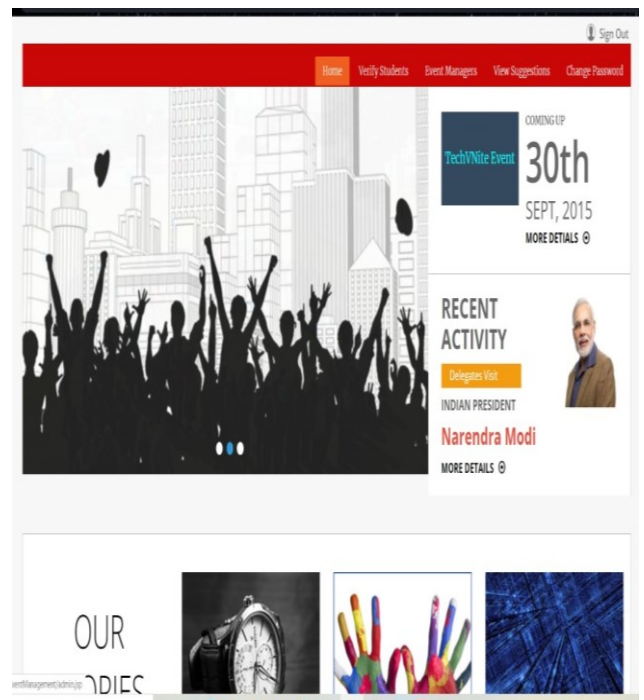 Sign Out
Home Verify Students Event Managers View Suggestions Change Password
TechVNite Event
COMING UP
30th
SEPT, 2015
MORE DETIALS
RECENT
ACTIVITY
Delegates Visit
INDIAN PRESIDENT
Narendra Modi
MORE DETAILS
OUR